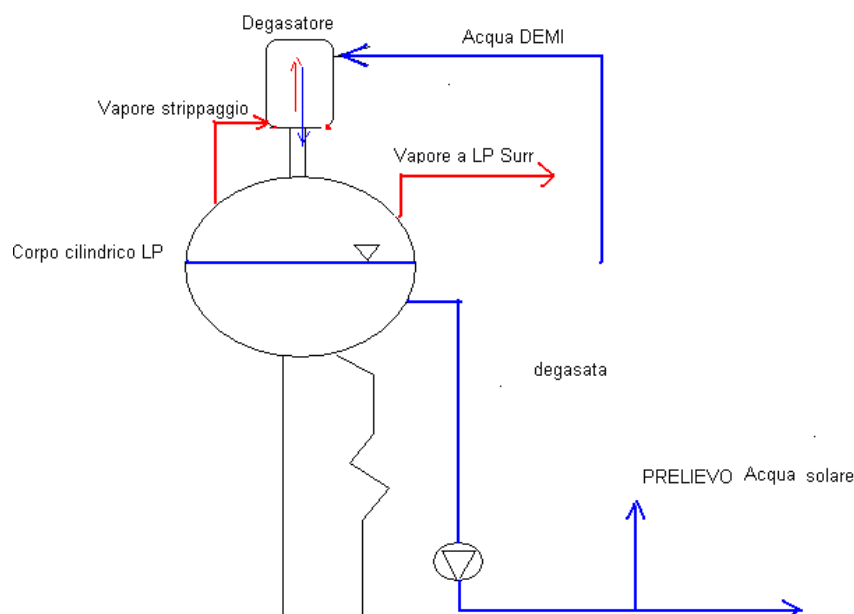 Degasatore
Acqua DEMI
Vapore strippaggio
Vapore a LP Surr
Corpo cilindrico LP
degasata
PRELIEVO Acqua solare